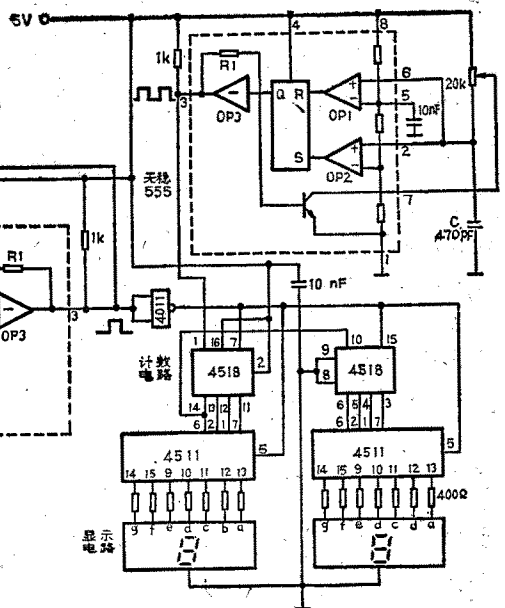 5V
4
8
1k
R1
6
20k
Q R
OP1
5
10nF
3
OP3
S
OP2
2
无稳
555
7
C
470pF
1
1k
R1
3
OP3
4011
10 nF
1 16 7
10 15
计数
电路
4518
2
9
8
4518
14 13 12 11
6 5 4 3
6 2 1 7
6 2 1 7
4511
5
4511
5
14 15 9 10 11 12 13
14 15 9 10 11 12 13
400Ω
g f e d c b a
g f e d c d a
显示
电路
8
8